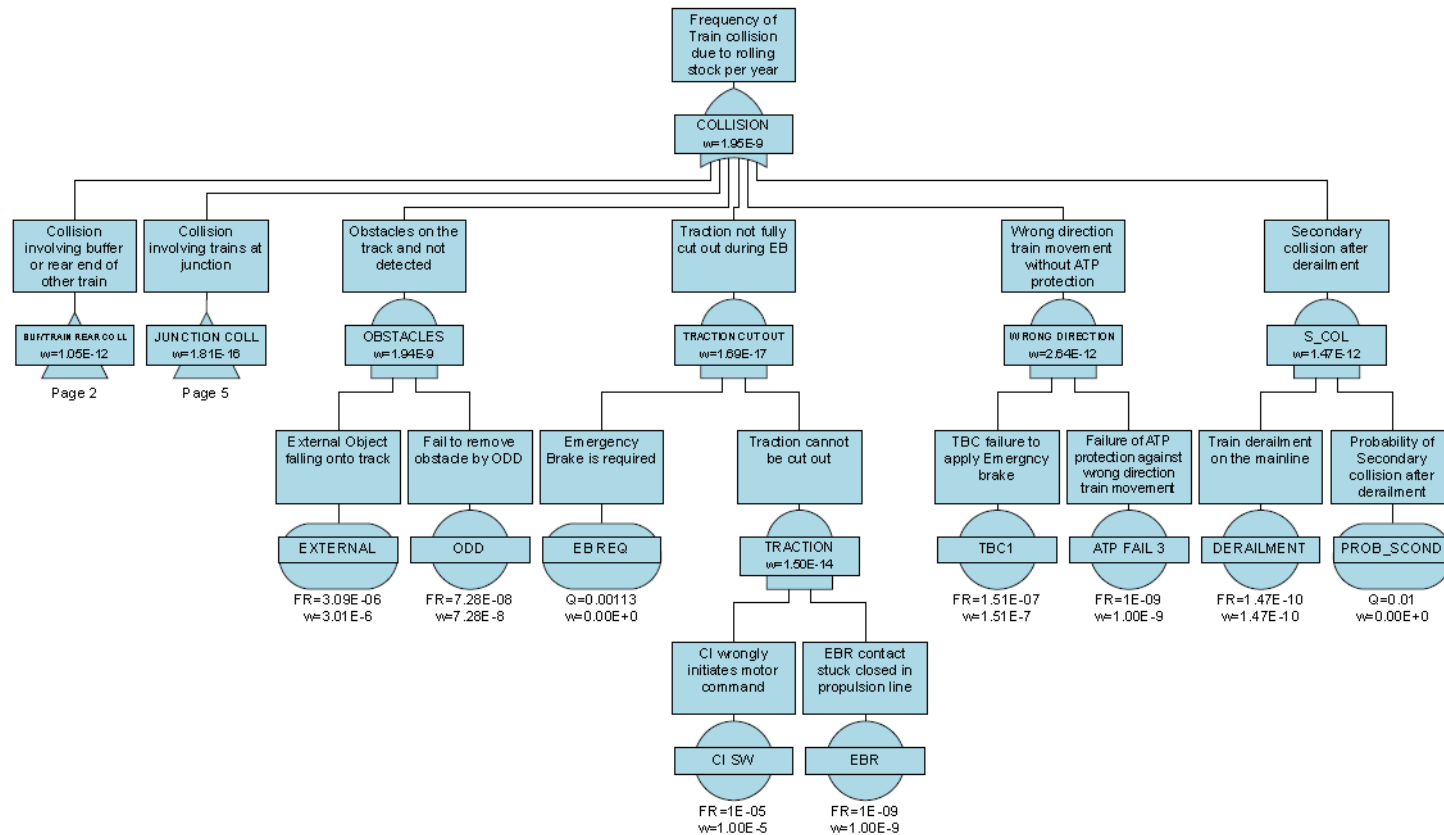 Frequency of
Train collision
due to rolling
stock per year
COLLISION
w=1.95E-9
Collision
involving buffer
or rear end of
other train
BUF/TRAIN REAR COLL
w=1.05E-12
Page 2
Collision
involving trains at
junction
JUNCTION COLL
w=1.81E-16
Page 5
Obstacles on the
track and not
detected
OBSTACLES
w=1.94E-9
Traction not fully
cut out during EB
TRACTION CUT OUT
w=1.69E-17
Wrong direction
train movement
without ATP
protection
WRONG DIRECTION
w=2.64E-12
Secondary
collision after
derailment
S_COL
w=1.47E-12
External Object
falling onto track
EXTERNAL
FR=3.09E-06
w=3.01E-6
Fail to remove
obstacle by ODD
ODD
FR=7.28E-08
w=7.28E-8
Emergency
Brake is required
EB REQ
Q=0.00113
w=0.00E+0
Traction cannot
be cut out
TRACTION
w=1.50E-14
TBC failure to
apply Emergncy
brake
TBC1
FR=1.51E-07
w=1.51E-7
Failure of ATP
protection against
wrong direction
train movement
ATP FAIL 3
FR=1E-09
w=1.00E-9
Train derailment
on the mainline
DERAILMENT
FR=1.47E-10
w=1.47E-10
Probability of
Secondary
collision after
derailment
PROB_SCOND
Q=0.01
w=0.00E+0
CI wrongly
initiates motor
command
CI SW
FR=1E-05
w=1.00E-5
EBR contact
stuck closed in
propulsion line
EBR
FR=1E-09
w=1.00E-9